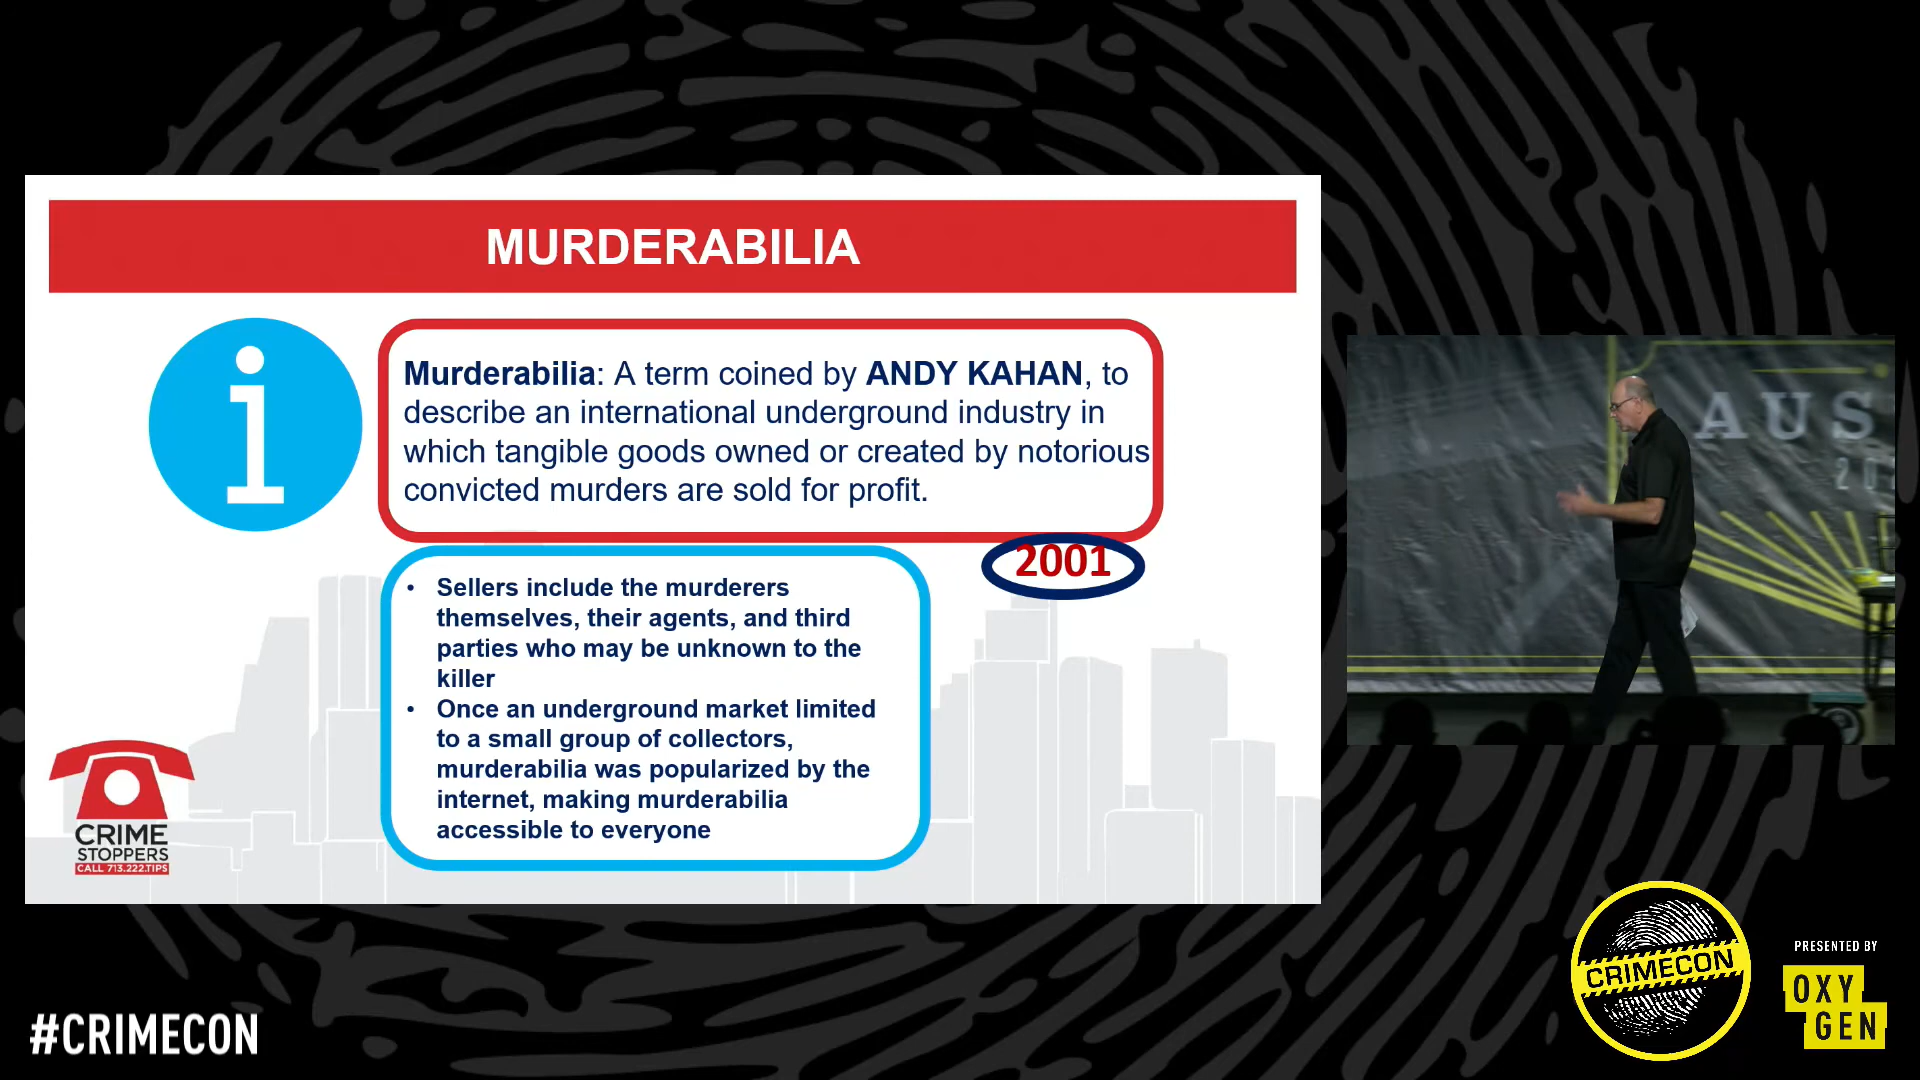 MURDERABILIA
i
Murderabilia: A term coined by ANDY KAHAN, to
describe an international underground industry in
which tangible goods owned or created by notorious
convicted murders are sold for profit.
2001
• Sellers include the murderers
themselves, their agents, and third
parties who may be unknown to the
killer
• Once an underground market limited
to a small group of collectors,
murderabilia was popularized by the
internet, making murderabilia
accessible to everyone
CRIME
STOPPERS
CALL 713.222.TIPS
AUS
20
CRIMECON
PRESENTED BY
OXY
GEN
#CRIMECON